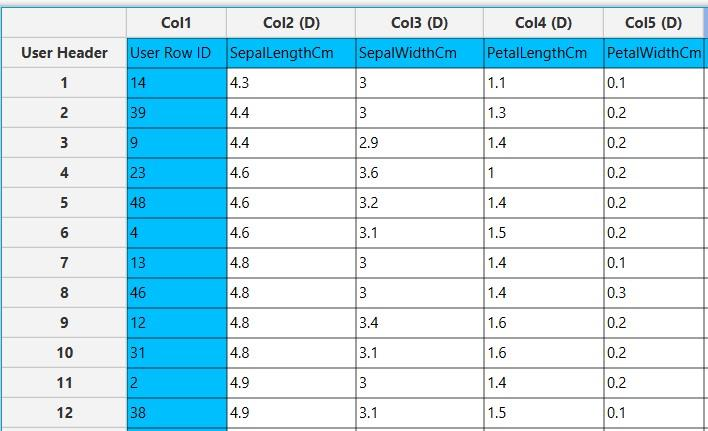 Col1 Col2 (D) Col3 (D) Col4 (D) Col5 (D)
User Header User Row ID SepalLengthCm SepalWidthCm PetalLengthCm PetalWidthCm
1 14 4.3 3 1.1 0.1
2 39 4.4 3 1.3 0.2
3 9 4.4 2.9 1.4 0.2
4 23 4.6 3.6 1 0.2
5 48 4.6 3.2 1.4 0.2
6 4 4.6 3.1 1.5 0.2
7 13 4.8 3 1.4 0.1
8 46 4.8 3 1.4 0.3
9 12 4.8 3.4 1.6 0.2
10 31 4.8 3.1 1.6 0.2
11 2 4.9 3 1.4 0.2
12 38 4.9 3.1 1.5 0.1